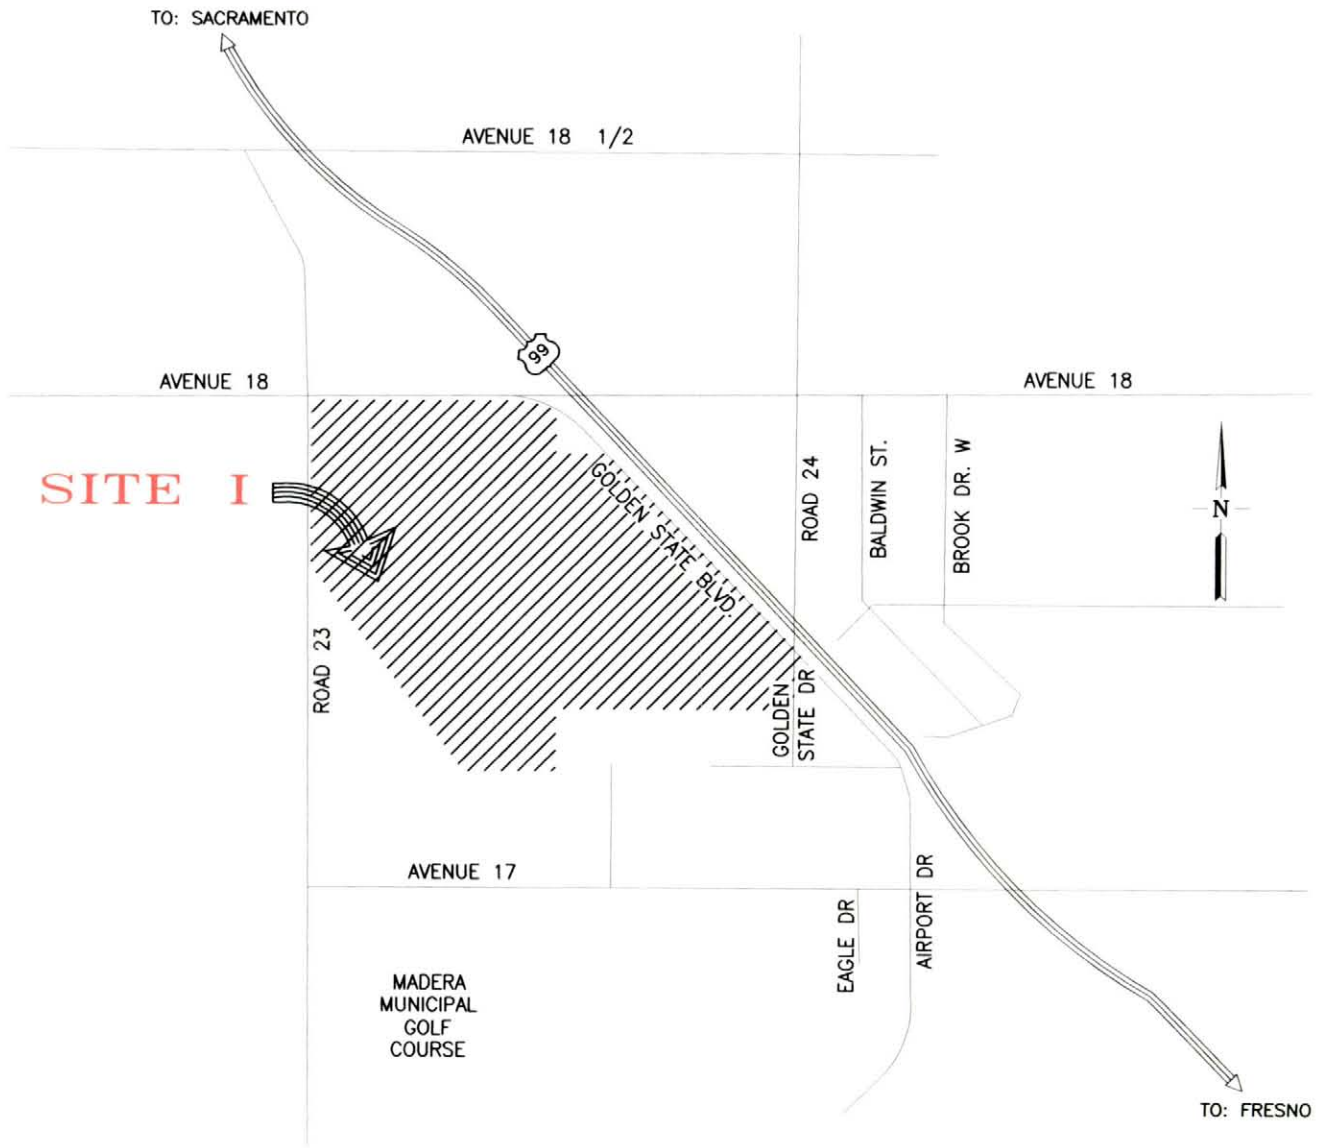 TO: SACRAMENTO
AVENUE 18 1/2
99
AVENUE 18
AVENUE 18
SITE I
GOLDEN STATE BLVD.
ROAD 24
BALDWIN ST.
BROOK DR. W
N
ROAD 23
GOLDEN
STATE DR
AVENUE 17
EAGLE DR
AIRPORT DR
MADERA
MUNICIPAL
GOLF
COURSE
TO: FRESNO